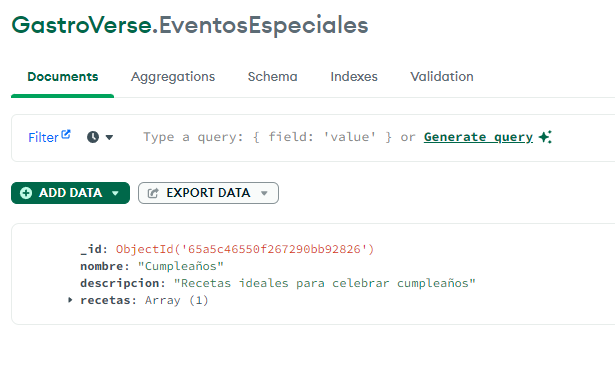 GastroVerse.EventosEspeciales
Documents Aggregations Schema Indexes Validation
Filter Type a query: { field: 'value' } or Generate query
ADD DATA EXPORT DATA
_id: ObjectId('65a5c46550f267290bb92826')
nombre: "Cumpleaños"
descripcion: "Recetas ideales para celebrar cumpleaños"
recetas: Array (1)